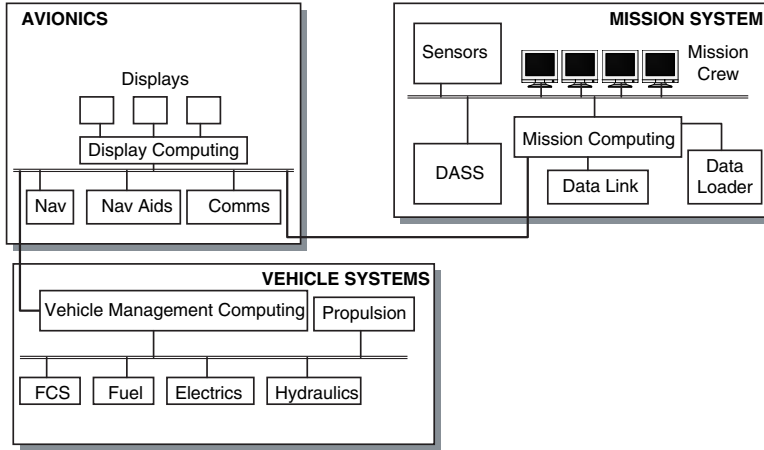 AVIONICS
Displays
Display Computing
Nav
Nav Aids
Comms
MISSION SYSTEM
Sensors
Mission
Crew
Mission Computing
DASS
Data Link
Data
Loader
VEHICLE SYSTEMS
Vehicle Management Computing
Propulsion
FCS
Fuel
Electrics
Hydraulics